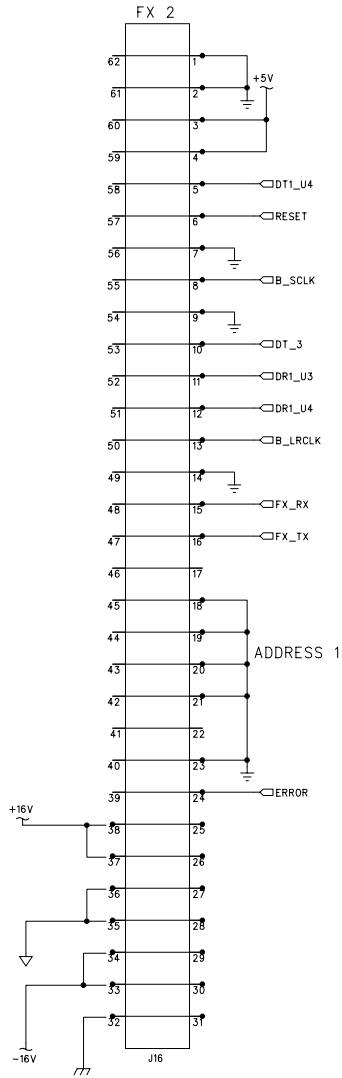 FX 2
62 1
+5V
61 2
60 3
59 4
58 5 DT1_U4
57 6 RESET
56 7
55 8 B_SCLK
54 9
53 10 DT_3
52 11 DR1_U3
51 12 DR1_U4
50 13 B_LRCLK
49 14
48 15 FX_RX
47 16 FX_TX
46 17
45 18
44 19
ADDRESS 1
43 20
42 21
41 22
40 23
39 24 ERROR
+16V
38 25
37 26
36 27
35 28
34 29
33 30
32 31
-16V
J16